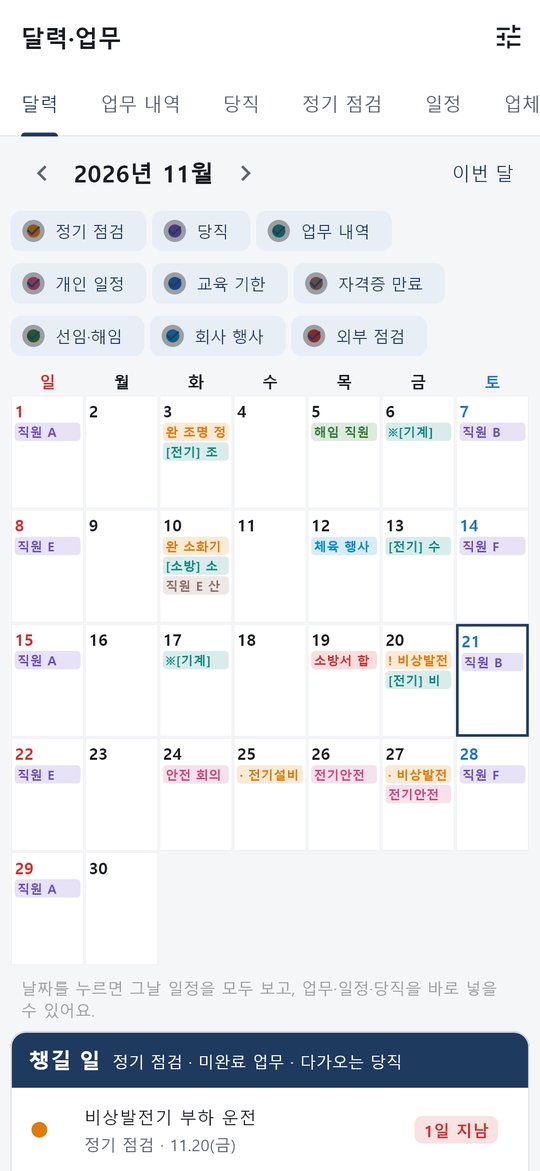 달력·업무
달력 업무 내역 당직 정기 점검 일정 업체
2026년 11월 이번 달
정기 점검 당직 업무 내역
개인 일정 교육 기한 자격증 만료
선임·해임 회사 행사 외부 점검
일 월 화 수 목 금 토
1 2 3 4 5 6 7
직원 A 완 조명 정 해임 직원 ※[기계] 직원 B
[전기] 조
8 9 10 11 12 13 14
직원 E 완 소화기 체육 행사 [전기] 수 직원 F
[소방] 소
직원 E 산
15 16 17 18 19 20 21
직원 A ※[기계] 소방서 합 ! 비상발전 직원 B
[전기] 비
22 23 24 25 26 27 28
직원 E 안전 회의 · 전기설비 전기안전 · 비상발전 직원 F
전기안전
29 30
직원 A
날짜를 누르면 그날 일정을 모두 보고, 업무·일정·당직을 바로 넣을
수 있어요.
챙길 일 정기 점검 · 미완료 업무 · 다가오는 당직
비상발전기 부하 운전 1일 지남
정기 점검 · 11.20(금)